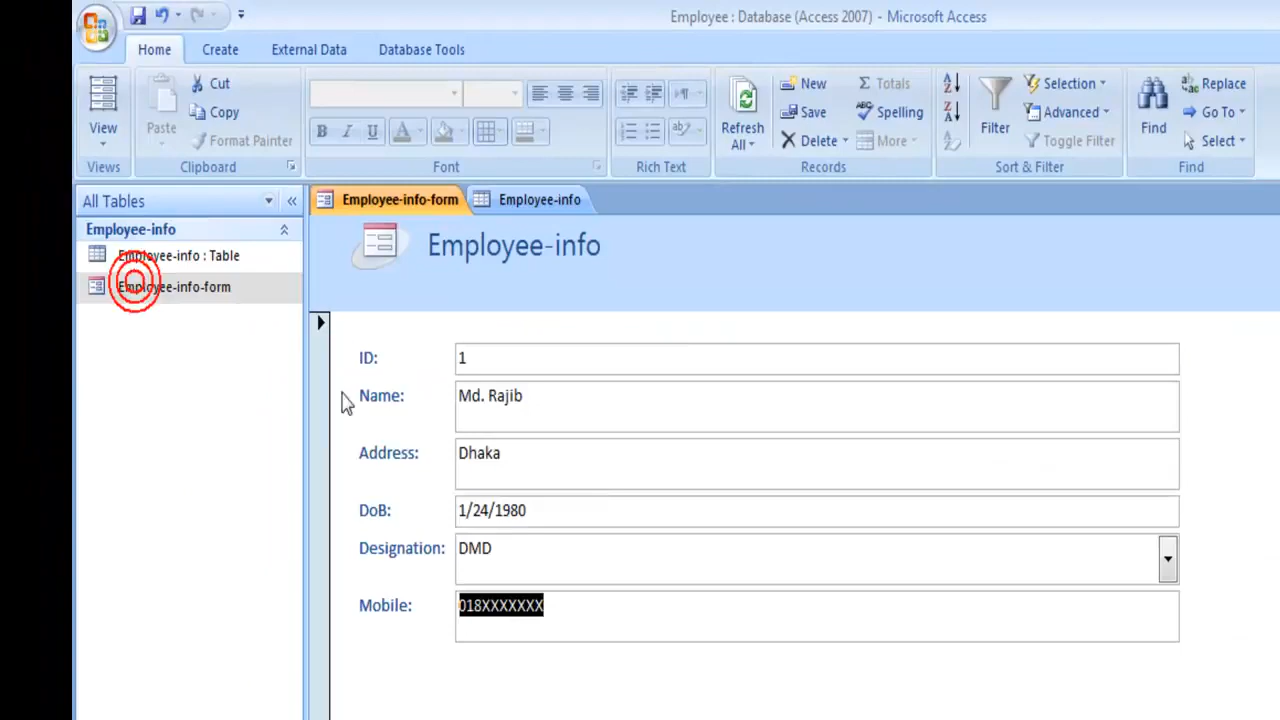 Employee : Database (Access 2007) - Microsoft Access
Home Create External Data Database Tools
View Paste Cut Copy Format Painter
B I U
Refresh All New Save Delete Totals Spelling More
Filter Selection Advanced Toggle Filter
Find Replace Go To Select
Views Clipboard Font Rich Text Records Sort & Filter Find
All Tables Employee-info-form Employee-info
Employee-info
Employee-info : Table
Employee-info-form
Employee-info
ID: 1
Name: Md. Rajib
Address: Dhaka
DoB: 1/24/1980
Designation: DMD
Mobile: 018XXXXXXX